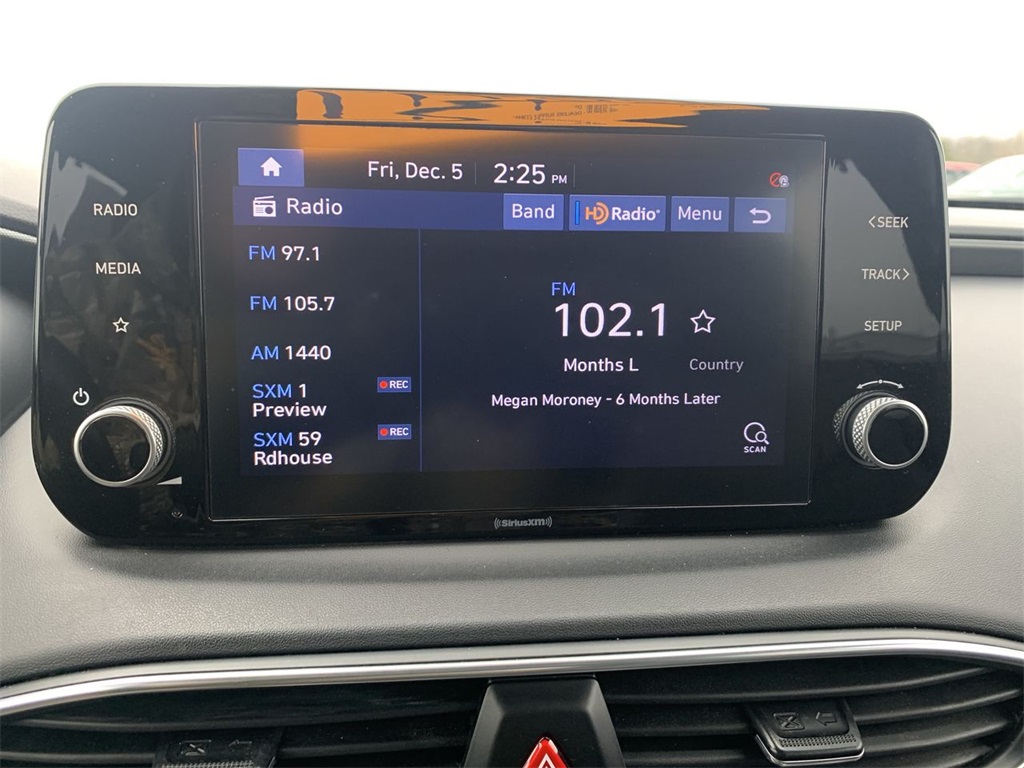 Fri, Dec. 5 2:25 PM
RADIO
MEDIA
Radio Band HD Radio Menu
FM 97.1
FM 105.7
AM 1440
SXM 1 REC
Preview
SXM 59 REC
Rdhouse
FM
102.1
Months L Country
Megan Moroney - 6 Months Later
SCAN
<SEEK
TRACK>
SETUP
((SiriusXM))